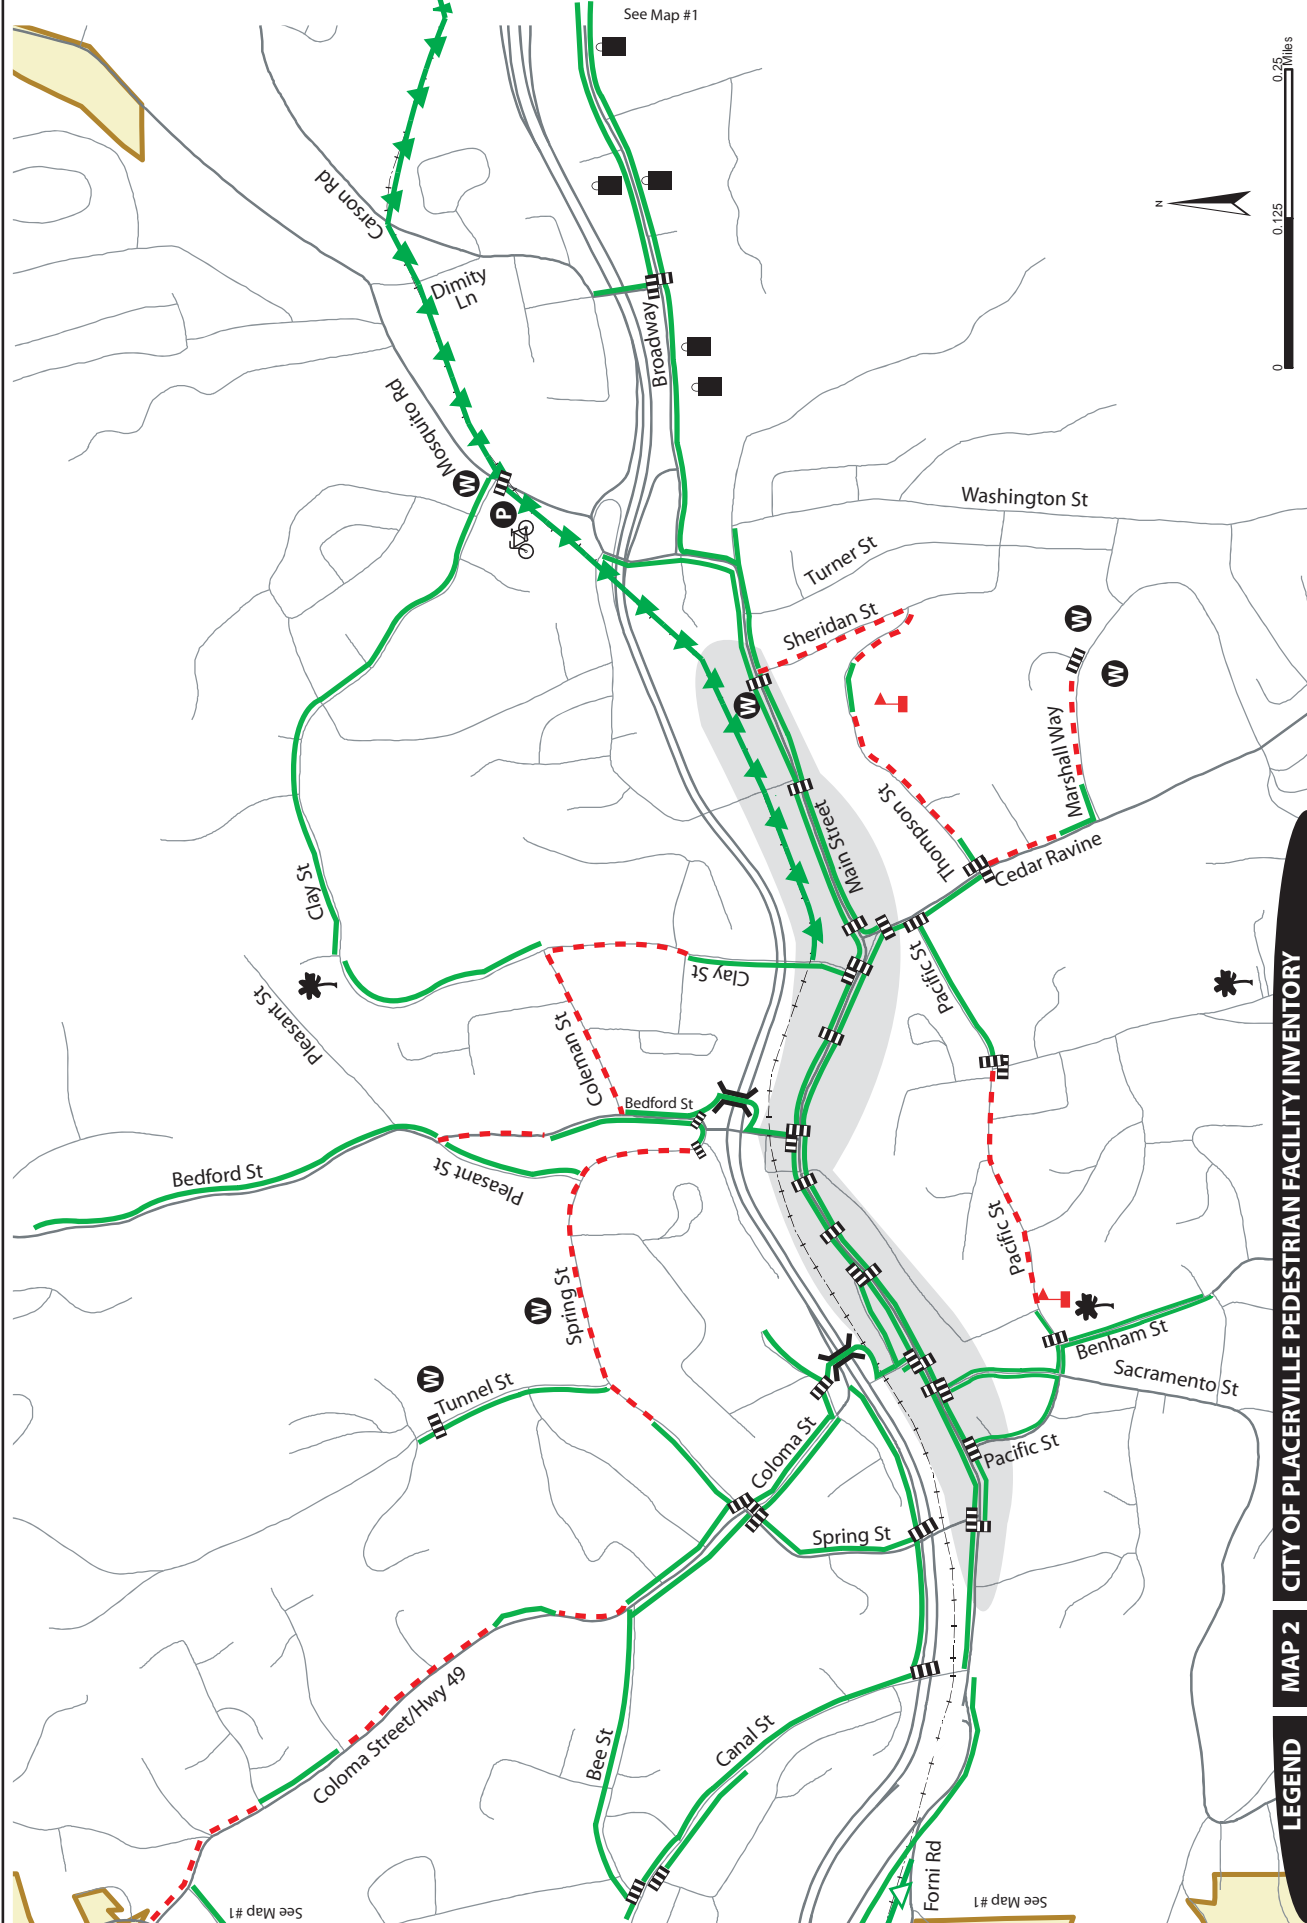 See Map #1
0.25
Miles
0.125
0
N
Carson Rd
Dimity
Ln
Mosquito Rd
Broadway
W
P
Washington St
Turner St
Sheridan St
W
W
W
Marshall Way
Thompson St
Cedar Ravine
Main Street
Clay St
Clay St
Pleasant St
Pacific St
Coleman St
Bedford St
Bedford St
Pleasant St
Pacific St
Spring St
W
W
Tunnel St
Benham St
Sacramento St
Pacific St
Coloma St
Spring St
Coloma Street/Hwy 49
Bee St
Canal St
Forni Rd
See Map #1
See Map #1
LEGEND
MAP 2
CITY OF PLACERVILLE PEDESTRIAN FACILITY INVENTORY